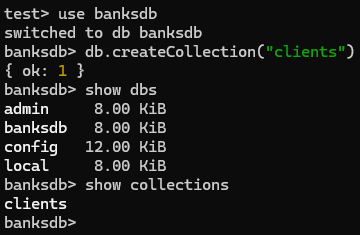 test> use banksdb
switched to db banksdb
banksdb> db.createCollection("clients")
{ ok: 1 }
banksdb> show dbs
admin     8.00 KiB
banksdb   8.00 KiB
config   12.00 KiB
local     8.00 KiB
banksdb> show collections
clients
banksdb>